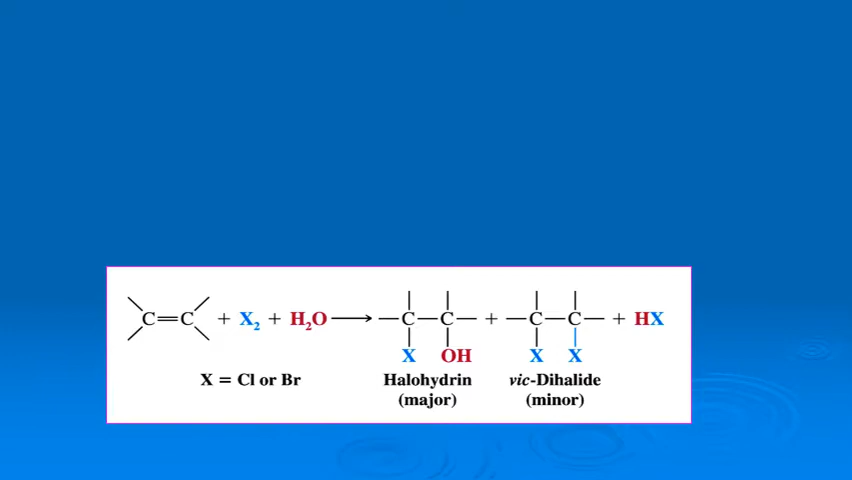 C=C + X₂ + H₂O ⟶ —C—C— + —C—C— + HX
X OH X X
X = Cl or Br Halohydrin vic-Dihalide
(major) (minor)